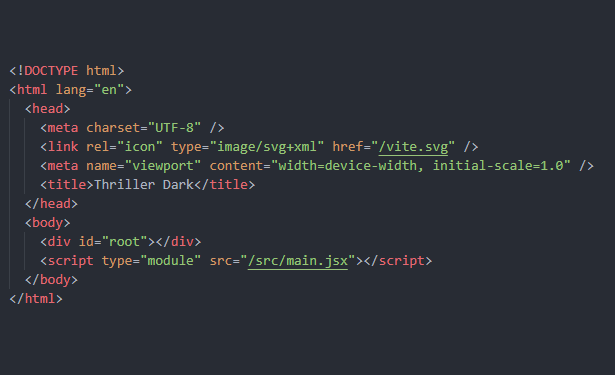 <!DOCTYPE html>
<html lang="en">
<head>
<meta charset="UTF-8" />
<link rel="icon" type="image/svg+xml" href="/vite.svg" />
<meta name="viewport" content="width=device-width, initial-scale=1.0" />
<title>Thriller Dark</title>
</head>
<body>
<div id="root"></div>
<script type="module" src="/src/main.jsx"></script>
</body>
</html>